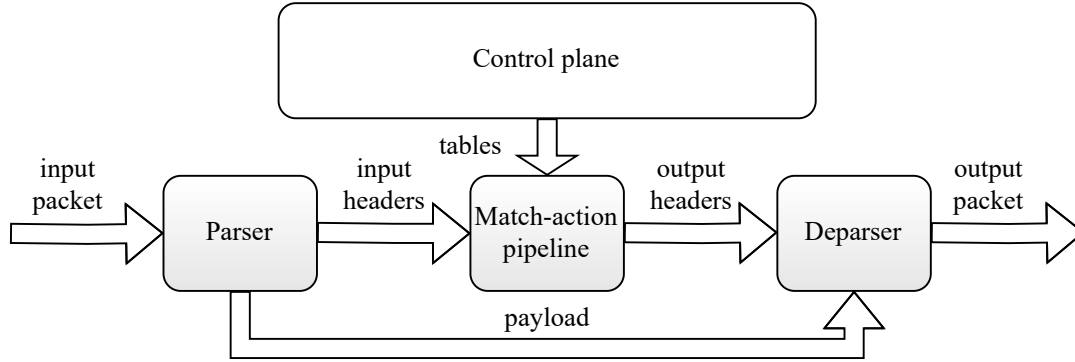 Control plane
tables
input
packet
input
headers
output
headers
output
packet
Parser
Match-action
pipeline
Deparser
payload